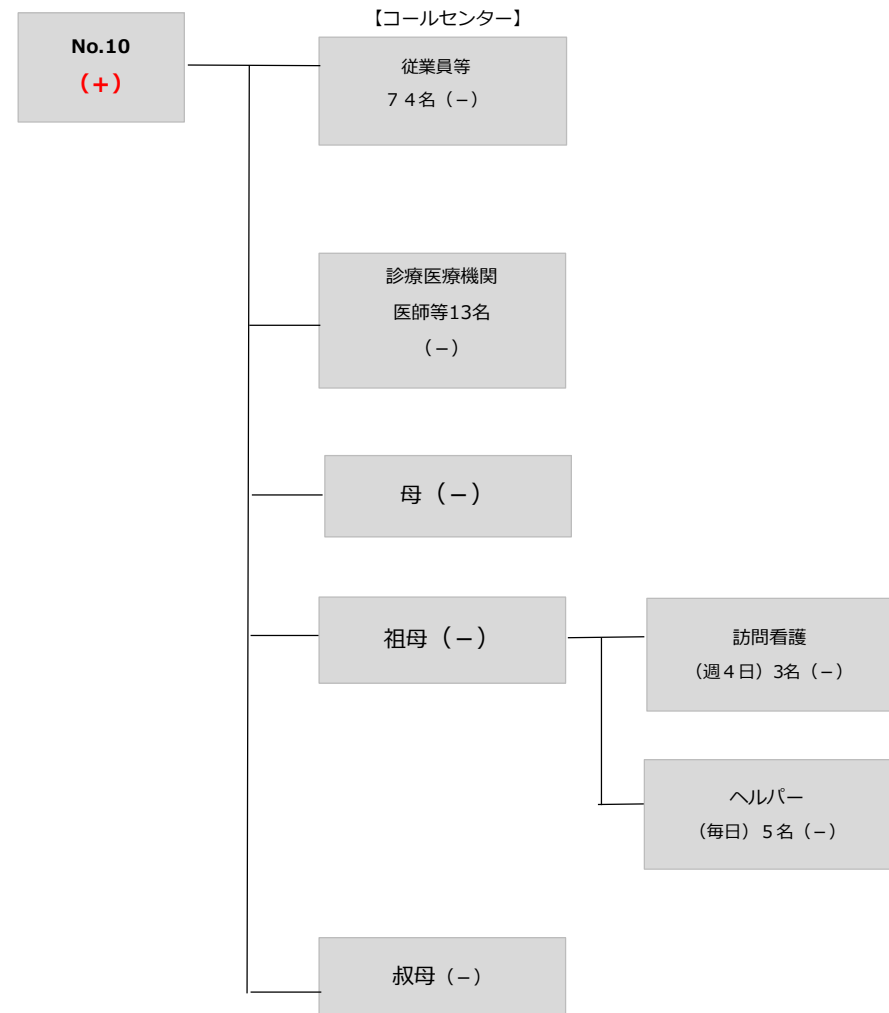 【コールセンター】
No.10
（+）
従業員等
７４名（−）
診療医療機関
医師等13名
（−）
母（−）
祖母（−）
訪問看護
（週４日）3名（−）
ヘルパー
（毎日）５名（−）
叔母（−）